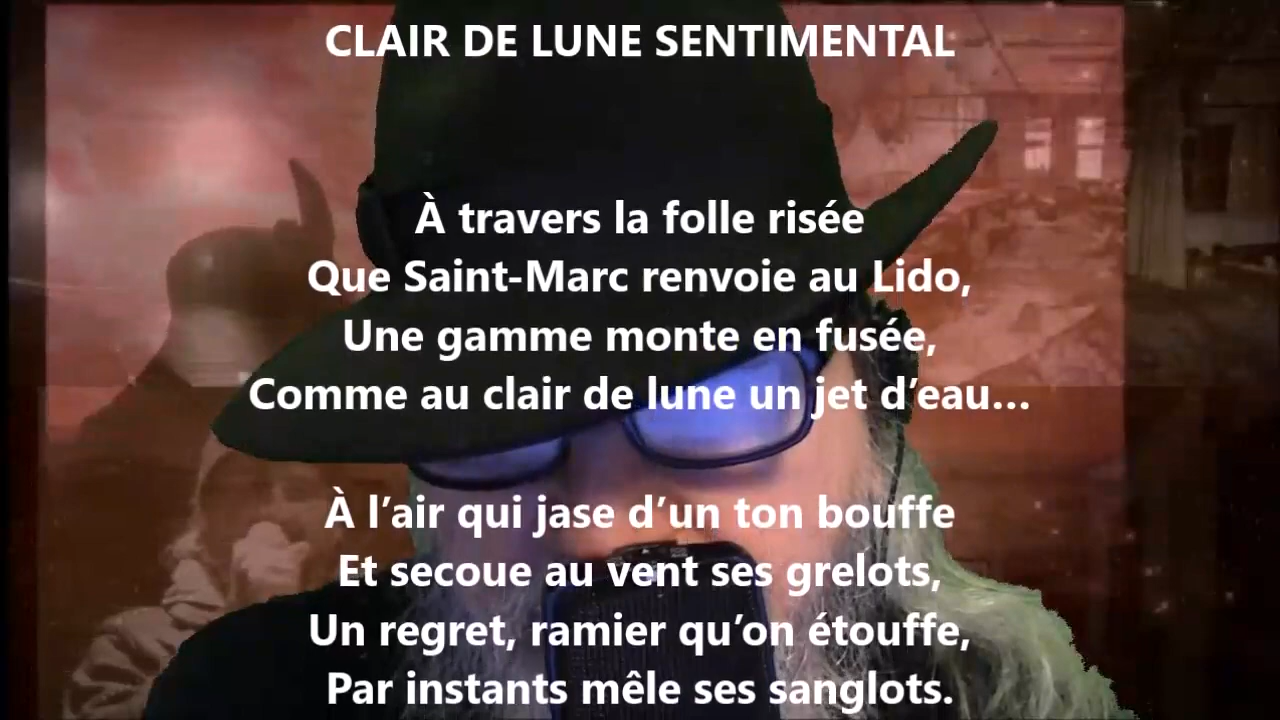 CLAIR DE LUNE SENTIMENTAL
À travers la folle risée
Que Saint-Marc renvoie au Lido,
Une gamme monte en fusée,
Comme au clair de lune un jet d’eau…
À l’air qui jase d’un ton bouffe
Et secoue au vent ses grelots,
Un regret, ramier qu’on étouffe,
Par instants mêle ses sanglots.